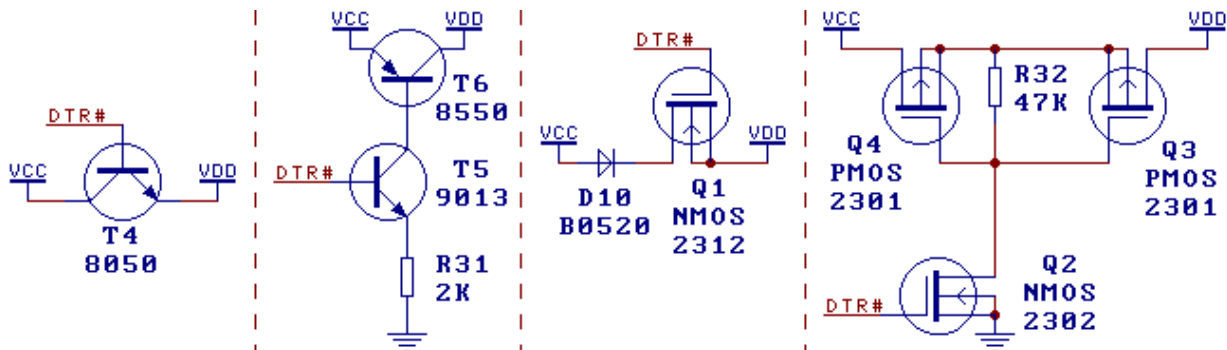 DTR#
VCC
VDD
T4
8050
VCC
VDD
T6
8550
DTR#
T5
9013
R31
2K
DTR#
VCC
VDD
D10
B0520
Q1
NMOS
2312
VCC
VDD
R32
47K
Q4
PMOS
2301
Q3
PMOS
2301
DTR#
Q2
NMOS
2302